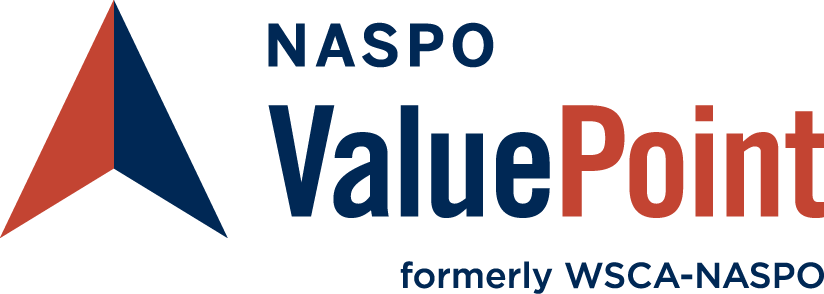 NASPO
ValuePoint
formerly WSCA-NASPO